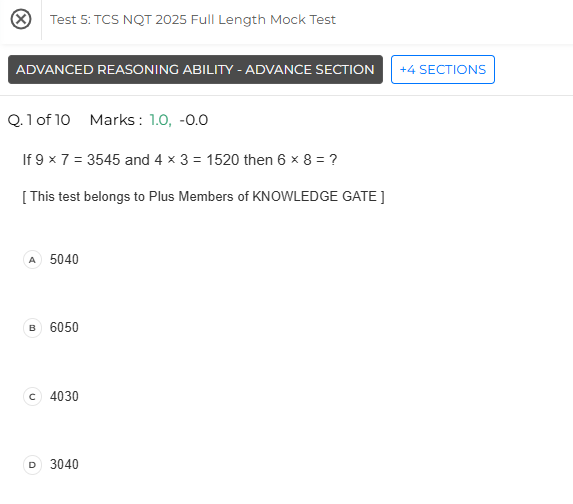 Test 5: TCS NQT 2025 Full Length Mock Test
ADVANCED REASONING ABILITY - ADVANCE SECTION
+4 SECTIONS
Q. 1 of 10 Marks : 1.0, -0.0
If 9 × 7 = 3545 and 4 × 3 = 1520 then 6 × 8 = ?
[ This test belongs to Plus Members of KNOWLEDGE GATE ]
A 5040
B 6050
C 4030
D 3040